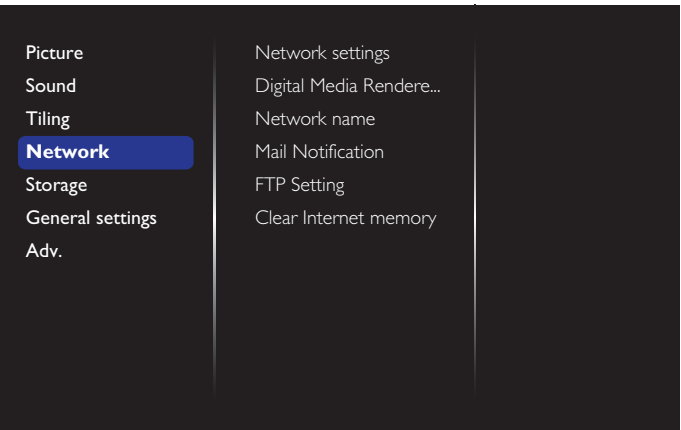 Picture
Sound
Tiling
Network
Storage
General settings
Adv.
Network settings
Digital Media Rendere...
Network name
Mail Notification
FTP Setting
Clear Internet memory